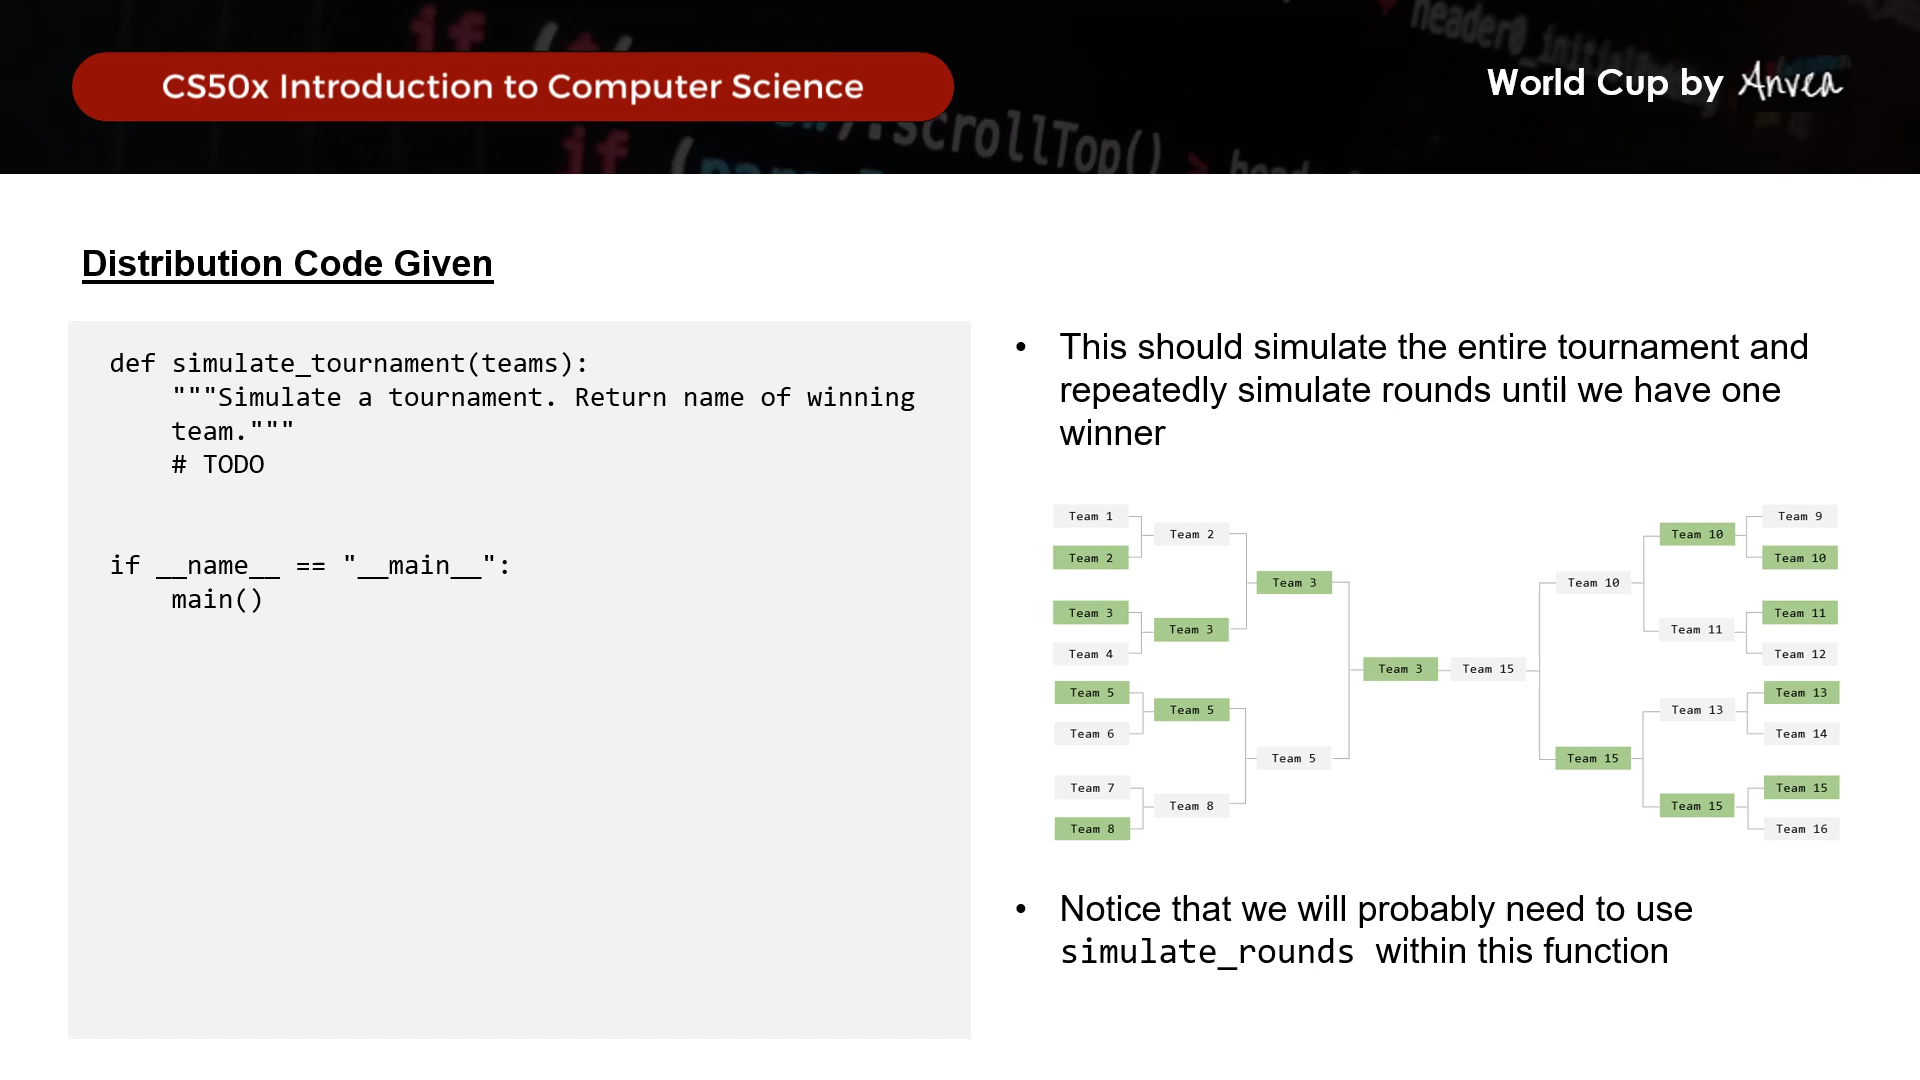 if (
header0_initi
CS50x Introduction to Computer Science
World Cup by Anvea
.scrollTop() > head
if (
Distribution Code Given
def simulate_tournament(teams):
"""Simulate a tournament. Return name of winning
team."""
# TODO
if __name__ == "__main__":
main()
• This should simulate the entire tournament and
repeatedly simulate rounds until we have one
winner
Team 1
Team 2
Team 3
Team 4
Team 5
Team 6
Team 7
Team 8
Team 2
Team 3
Team 5
Team 8
Team 3
Team 5
Team 3
Team 15
Team 10
Team 15
Team 10
Team 11
Team 13
Team 15
Team 9
Team 10
Team 11
Team 12
Team 13
Team 14
Team 15
Team 16
• Notice that we will probably need to use
simulate_rounds within this function